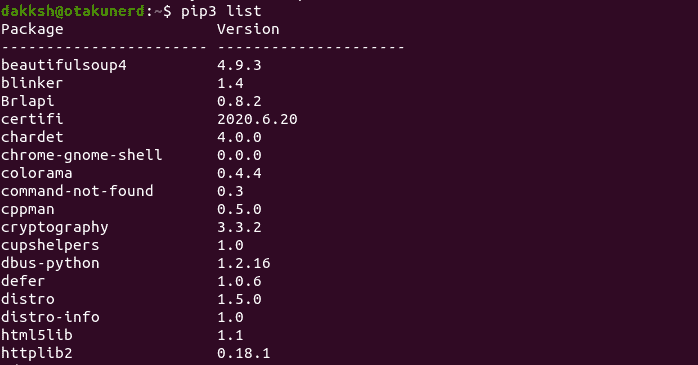 dakksh@otakunerd:~$ pip3 list
Package                 Version
----------------------- ---------------------
beautifulsoup4          4.9.3
blinker                 1.4
Brlapi                  0.8.2
certifi                 2020.6.20
chardet                 4.0.0
chrome-gnome-shell      0.0.0
colorama                0.4.4
command-not-found       0.3
cppman                  0.5.0
cryptography            3.3.2
cupshelpers             1.0
dbus-python             1.2.16
defer                   1.0.6
distro                  1.5.0
distro-info             1.0
html5lib                1.1
httplib2                0.18.1